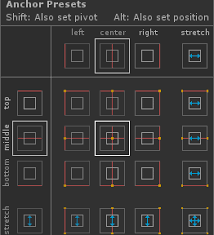 Anchor Presets
Shift: Also set pivot Alt: Also set position
left center right stretch
top
middle
bottom
stretch